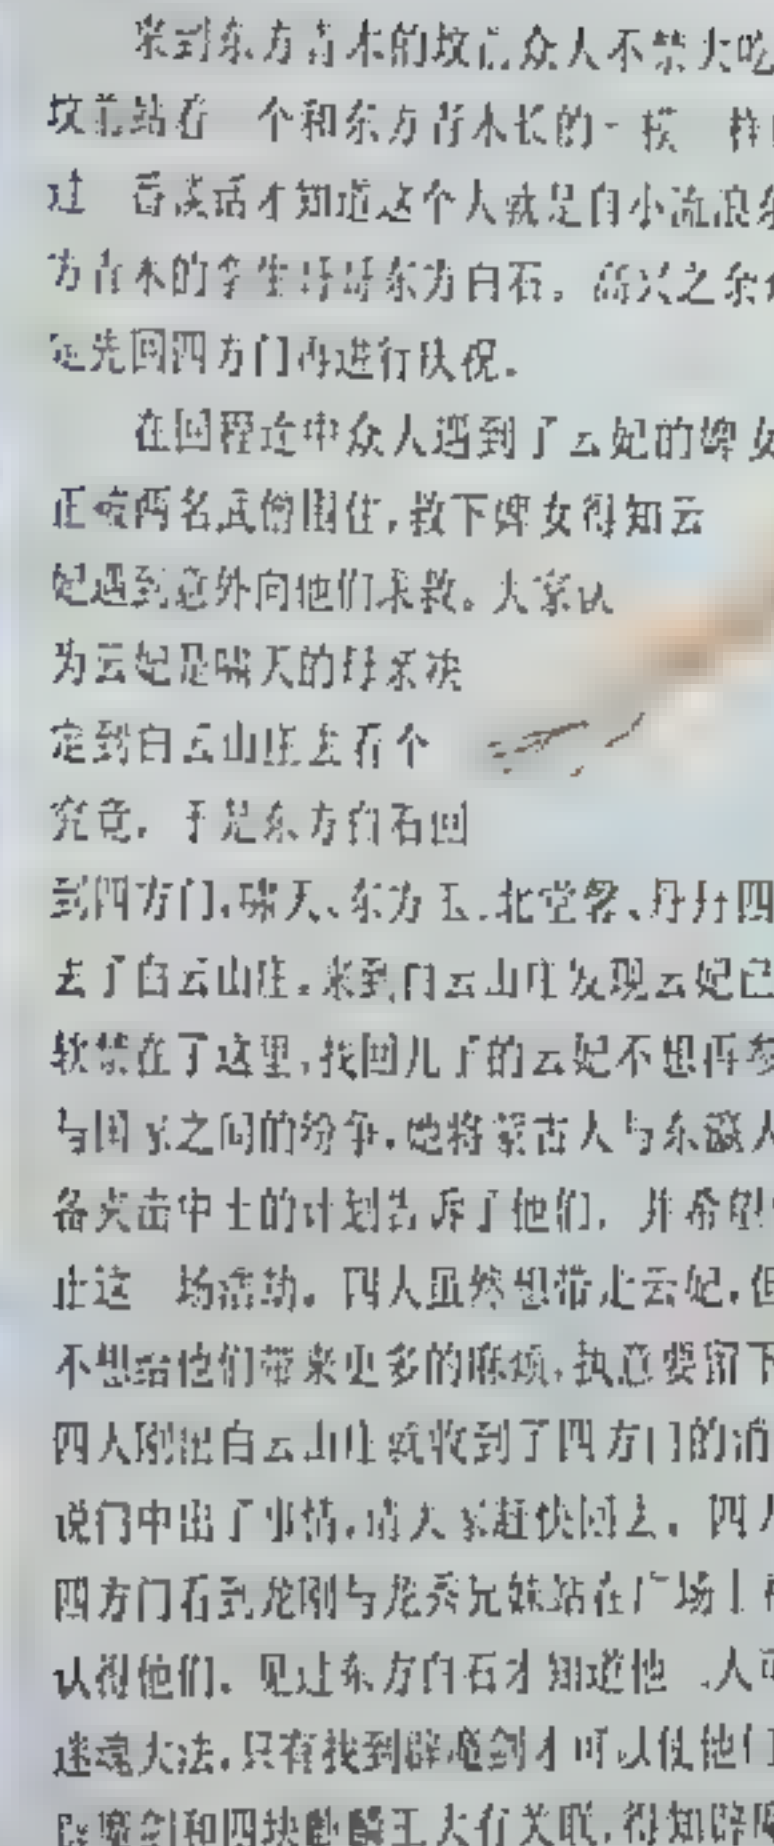 来到东方青木的坟前众人不禁大吃
坟前站着一个和东方青木长的一模一样
过一番谈话才知道这个人就是自小流浪东
方青木的孪生哥哥东方白石。高兴之余
定先回四方门再进行庆祝。
在回程途中众人遇到了云妃的婢女
正被两名武僧围住,救下婢女得知云
妃遇到意外向他们求救。大家认
为云妃是啸天的母亲决
定到白云山庄去看个
究竟。于是东方白石回
到四方门,啸天、东方玉、北堂磐、丹丹四
去了白云山庄。来到白云山庄发现云妃已
软禁在了这里,找回儿子的云妃不想再参
与国家之间的纷争,她将蒙古人与东瀛人
备夹击中土的计划告诉了他们,并希望
止这一场活动。四人虽然想带走云妃,但
不想给他们带来更多的麻烦,执意要留下
四人刚出白云山庄就收到了四方门的消
说门中出了事情,请大家赶快回去。四人
四方门看到龙刚与龙秀兄妹站在广场上
认得他们。见过东方白石才知道他二人
迷魂大法,只有找到辟魔剑才可以使他们
辟魔剑和四块麒麟玉大有关联,得知辟魔